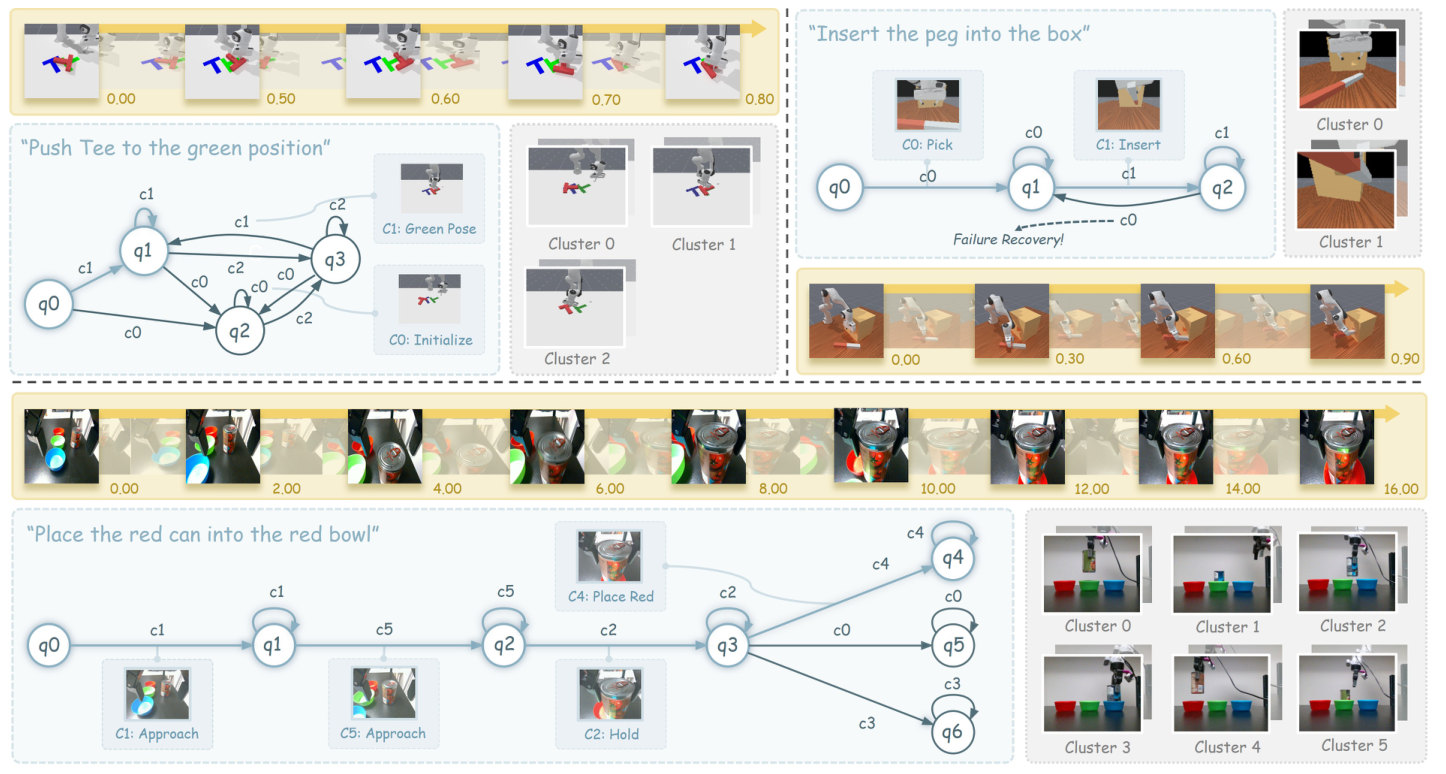 0.00
0.50
0.60
0.70
0.80
“Push Tee to the green position”
c1
q1
c1
c1
c2
c2
q3
q0
c0
c0
c0
c0
q2
c2
C1: Green Pose
C0: Initialize
Cluster 0
Cluster 1
Cluster 2
“Insert the peg into the box”
C0: Pick
C1: Insert
c0
c1
q0
c0
q1
c1
q2
c0
Failure Recovery!
Cluster 0
Cluster 1
0.00
0.30
0.60
0.90
0.00
2.00
4.00
6.00
8.00
10.00
12.00
14.00
16.00
“Place the red can into the red bowl”
q0
c1
c1
q1
c5
c5
q2
c2
c2
q3
c4
c4
q4
c0
c0
q5
c3
c3
q6
C1: Approach
C5: Approach
C4: Place Red
C2: Hold
Cluster 0
Cluster 1
Cluster 2
Cluster 3
Cluster 4
Cluster 5